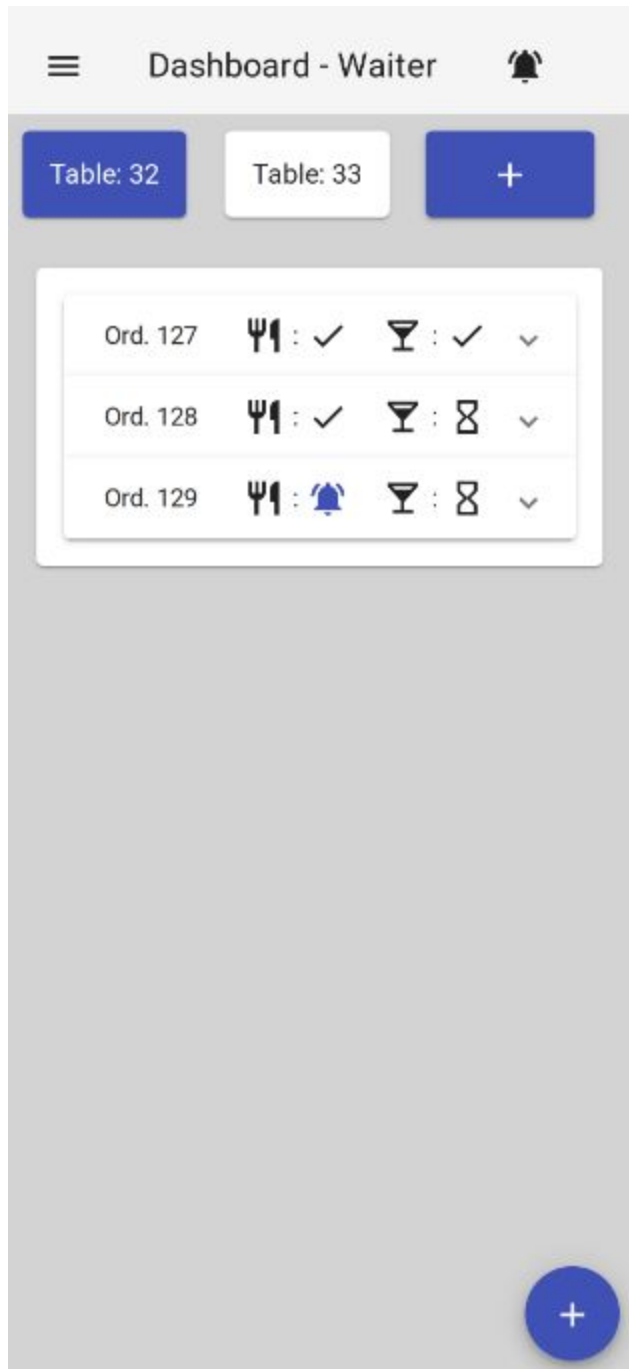 Dashboard - Waiter
Table: 32 Table: 33 +
Ord. 127 : :
Ord. 128 : :
Ord. 129 : :
+